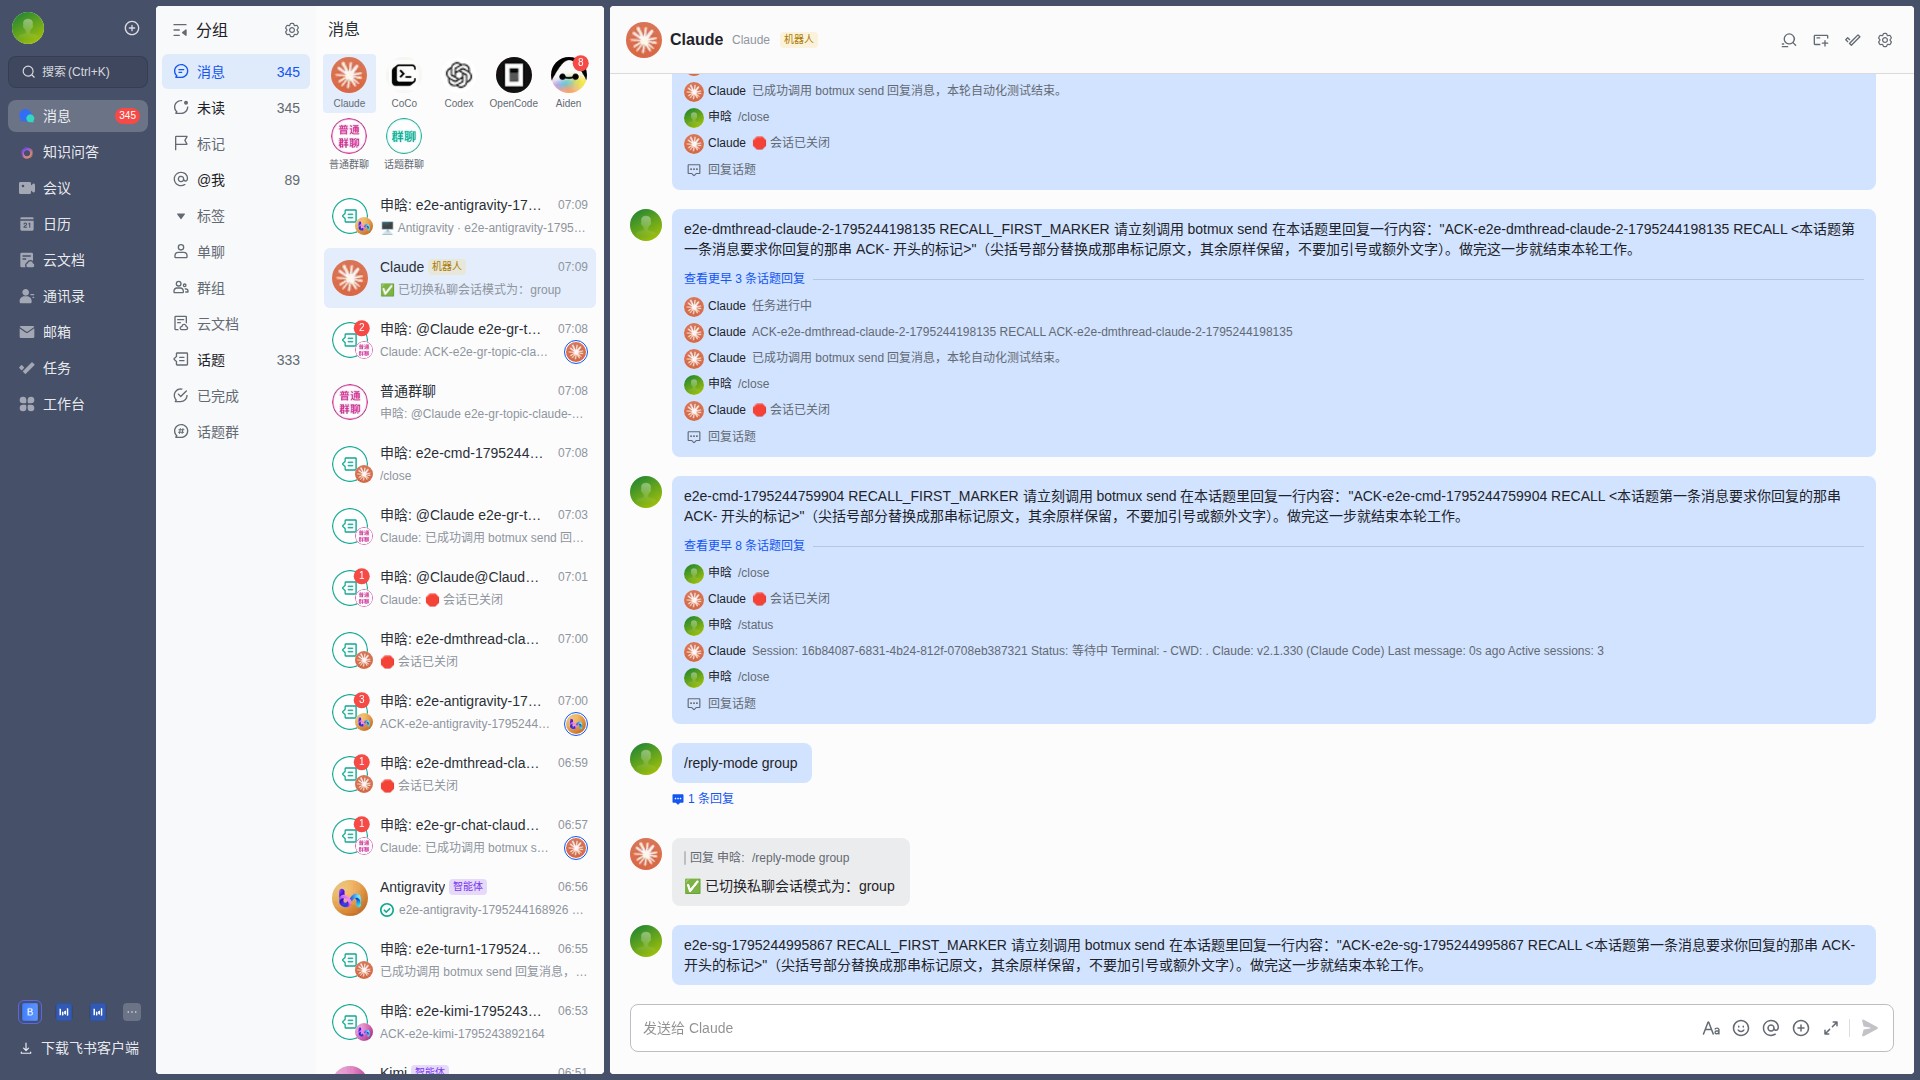 搜索 (Ctrl+K)
消息 345
知识问答
会议
日历
云文档
通讯录
邮箱
任务
工作台
下载飞书客户端
分组
消息 345
未读 345
标记
@我 89
标签
单聊
群组
云文档
话题 333
已完成
话题群
消息
8
Claude CoCo Codex OpenCode Aiden
普通群聊 群聊
普通群聊 话题群聊
申晗: e2e-antigravity-17… 07:09
Antigravity · e2e-antigravity-1795…
Claude 机器人 07:09
✅ 已切换私聊会话模式为：group
2 申晗: @Claude e2e-gr-t… 07:08
Claude: ACK-e2e-gr-topic-cla…
普通群聊 07:08
申晗: @Claude e2e-gr-topic-claude-…
申晗: e2e-cmd-1795244… 07:08
/close
申晗: @Claude e2e-gr-t… 07:03
Claude: 已成功调用 botmux send 回…
1 申晗: @Claude@Claud… 07:01
Claude: 🛑 会话已关闭
申晗: e2e-dmthread-cla… 07:00
🛑 会话已关闭
3 申晗: e2e-antigravity-17… 07:00
ACK-e2e-antigravity-1795244…
1 申晗: e2e-dmthread-cla… 06:59
🛑 会话已关闭
1 申晗: e2e-gr-chat-claud… 06:57
Claude: 已成功调用 botmux s…
Antigravity 智能体 06:56
e2e-antigravity-1795244168926 …
申晗: e2e-turn1-179524… 06:55
已成功调用 botmux send 回复消息，…
申晗: e2e-kimi-1795243… 06:53
ACK-e2e-kimi-1795243892164
Kimi 智能体 06:51
Claude Claude 机器人
Claude 已成功调用 botmux send 回复消息，本轮自动化测试结束。
申晗 /close
Claude 🛑 会话已关闭
回复话题
e2e-dmthread-claude-2-1795244198135 RECALL_FIRST_MARKER 请立刻调用 botmux send 在本话题里回复一行内容："ACK-e2e-dmthread-claude-2-1795244198135 RECALL <本话题第
一条消息要求你回复的那串 ACK- 开头的标记>"（尖括号部分替换成那串标记原文，其余原样保留，不要加引号或额外文字）。做完这一步就结束本轮工作。
查看更早 3 条话题回复
Claude 任务进行中
Claude ACK-e2e-dmthread-claude-2-1795244198135 RECALL ACK-e2e-dmthread-claude-2-1795244198135
Claude 已成功调用 botmux send 回复消息，本轮自动化测试结束。
申晗 /close
Claude 🛑 会话已关闭
回复话题
e2e-cmd-1795244759904 RECALL_FIRST_MARKER 请立刻调用 botmux send 在本话题里回复一行内容："ACK-e2e-cmd-1795244759904 RECALL <本话题第一条消息要求你回复的那串
ACK- 开头的标记>"（尖括号部分替换成那串标记原文，其余原样保留，不要加引号或额外文字）。做完这一步就结束本轮工作。
查看更早 8 条话题回复
申晗 /close
Claude 🛑 会话已关闭
申晗 /status
Claude Session: 16b84087-6831-4b24-812f-0708eb387321 Status: 等待中 Terminal: - CWD: . Claude: v2.1.330 (Claude Code) Last message: 0s ago Active sessions: 3
申晗 /close
回复话题
/reply-mode group
1 条回复
回复 申晗: /reply-mode group
✅ 已切换私聊会话模式为：group
e2e-sg-1795244995867 RECALL_FIRST_MARKER 请立刻调用 botmux send 在本话题里回复一行内容："ACK-e2e-sg-1795244995867 RECALL <本话题第一条消息要求你回复的那串 ACK-
开头的标记>"（尖括号部分替换成那串标记原文，其余原样保留，不要加引号或额外文字）。做完这一步就结束本轮工作。
发送给 Claude